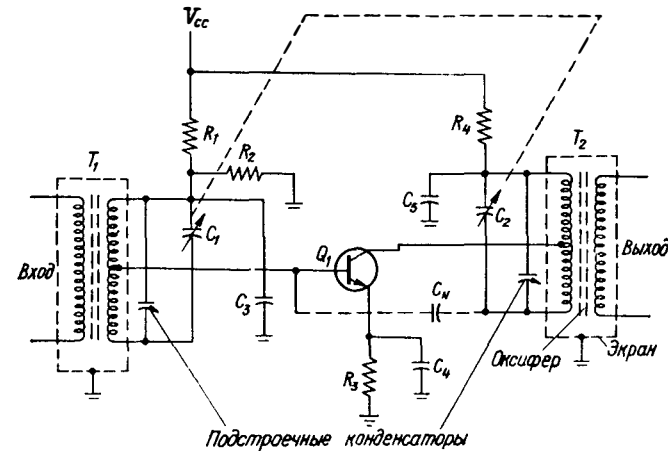 Vcc
R1
R2
R4
T1
T2
C1
C5
C2
Вход
Q1
Выход
C3
CN
R3
C4
Оксифер
Экран
Подстроечные конденсаторы